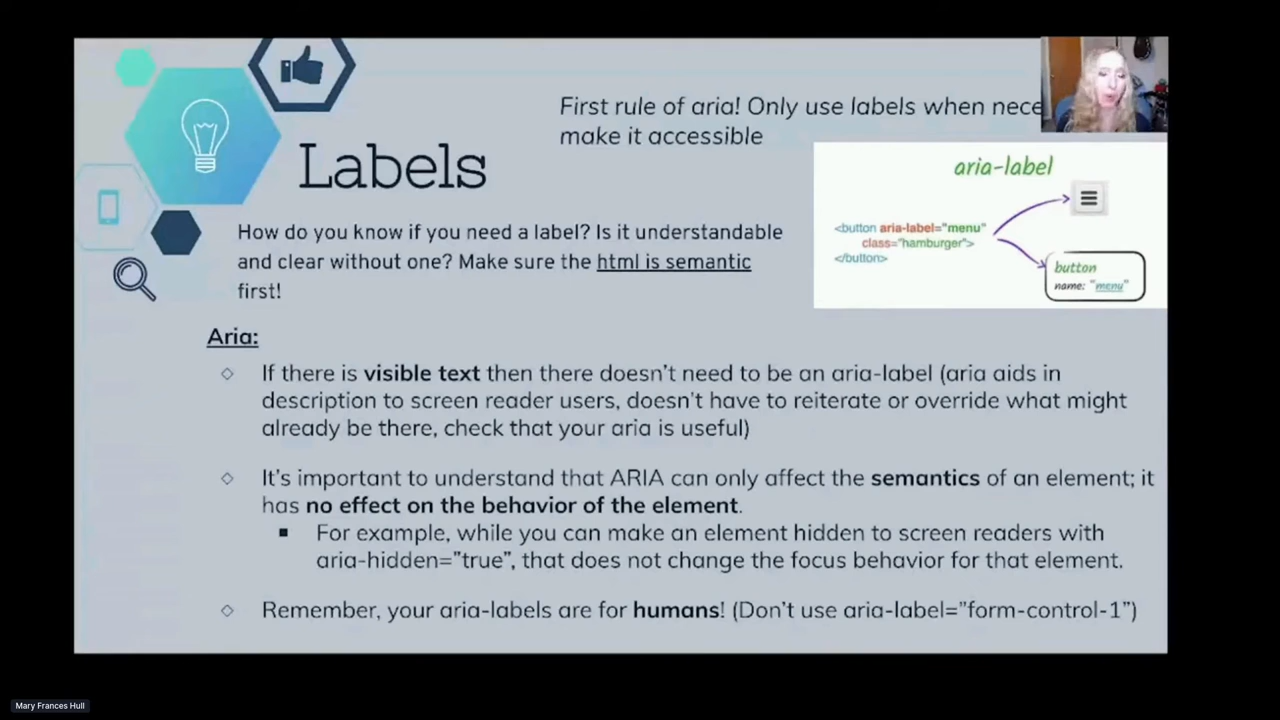 First rule of aria! Only use labels when
make it accessible
Labels
aria-label
<button aria-label="menu"
class="hamburger">
</button>
button
name: "menu"
How do you know if you need a label? Is it understandable
and clear without one? Make sure the html is semantic
first!
Aria:
If there is visible text then there doesn't need to be an aria-label (aria aids in
description to screen reader users, doesn't have to reiterate or override what might
already be there, check that your aria is useful)
It's important to understand that ARIA can only affect the semantics of an element; it
has no effect on the behavior of the element.
For example, while you can make an element hidden to screen readers with
aria-hidden="true", that does not change the focus behavior for that element.
Remember, your aria-labels are for humans! (Don't use aria-label="form-control-1")
Mary Frances Hull